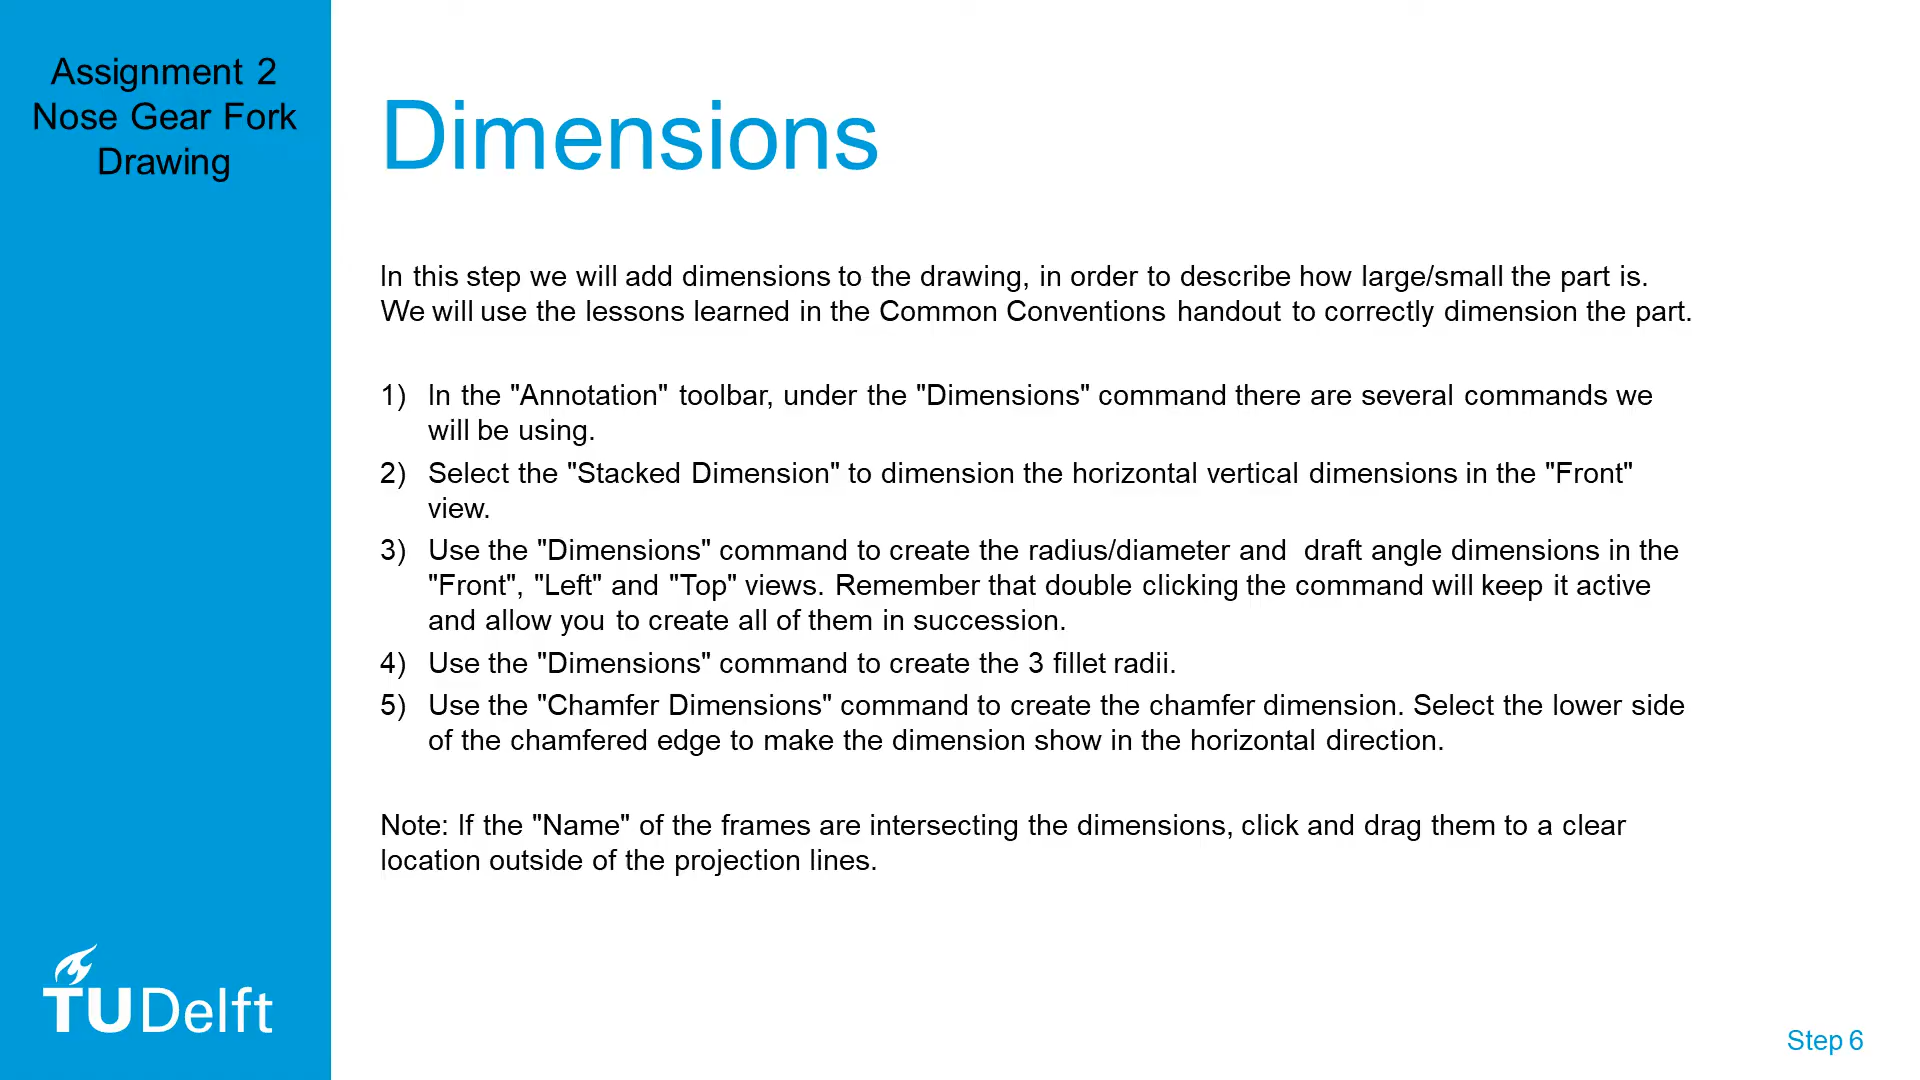 Assignment 2
Nose Gear Fork
Drawing
Dimensions
In this step we will add dimensions to the drawing, in order to describe how large/small the part is.
We will use the lessons learned in the Common Conventions handout to correctly dimension the part.
1) In the "Annotation" toolbar, under the "Dimensions" command there are several commands we
will be using.
2) Select the "Stacked Dimension" to dimension the horizontal vertical dimensions in the "Front"
view.
3) Use the "Dimensions" command to create the radius/diameter and  draft angle dimensions in the
"Front", "Left" and "Top" views. Remember that double clicking the command will keep it active
and allow you to create all of them in succession.
4) Use the "Dimensions" command to create the 3 fillet radii.
5) Use the "Chamfer Dimensions" command to create the chamfer dimension. Select the lower side
of the chamfered edge to make the dimension show in the horizontal direction.
Note: If the "Name" of the frames are intersecting the dimensions, click and drag them to a clear
location outside of the projection lines.
TUDelft
Step 6